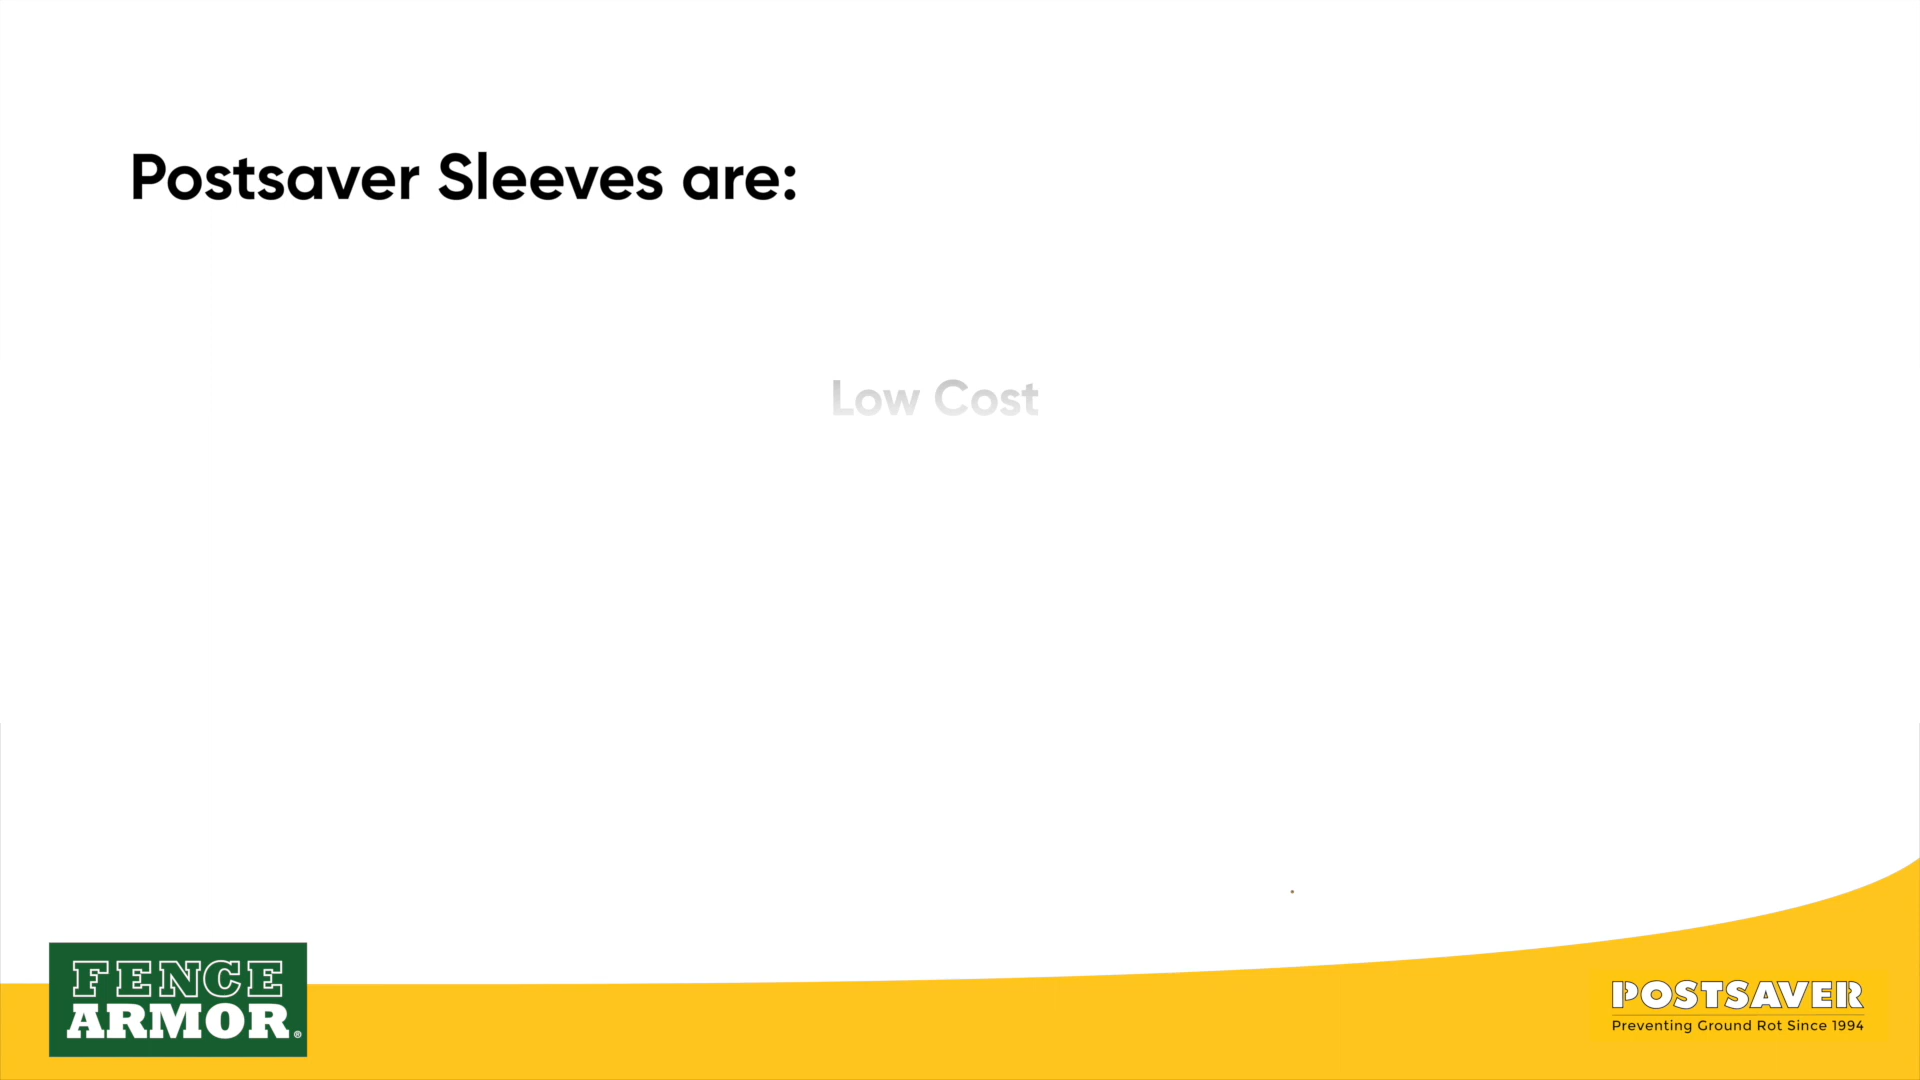 Postsaver Sleeves are:
Low Cost
FENCE
ARMOR®
POSTSAVER
Preventing Ground Rot Since 1994